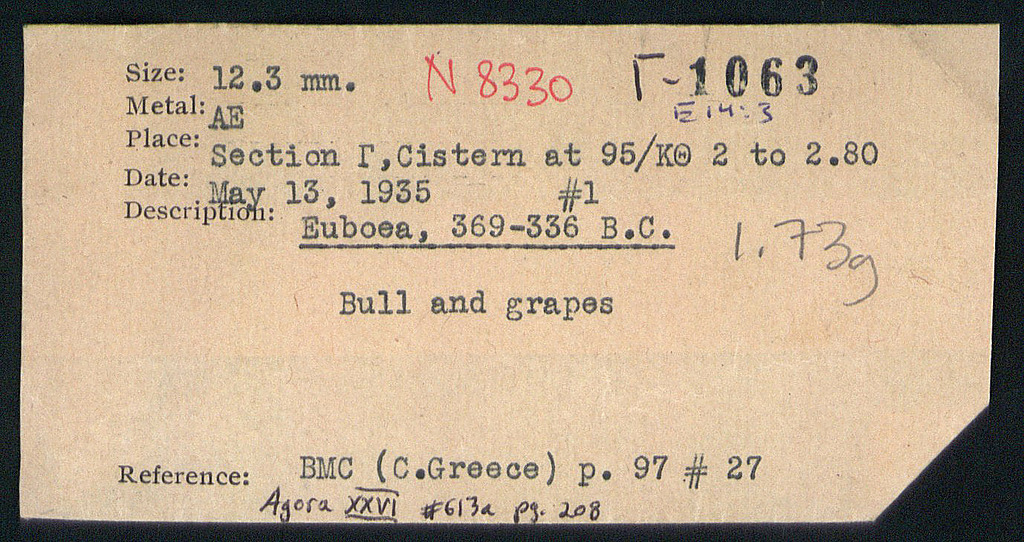 Size: 12.3 mm. N 8330 Γ-1063
Metal: AE E 14:3
Place: Section Γ, Cistern at 95/ΚΘ 2 to 2.80
Date: May 13, 1935 #1
Description: Euboea, 369-336 B.C.
1.73g
Bull and grapes
Reference: BMC (C.Greece) p. 97 # 27
Agora XXVI #613a pg. 208